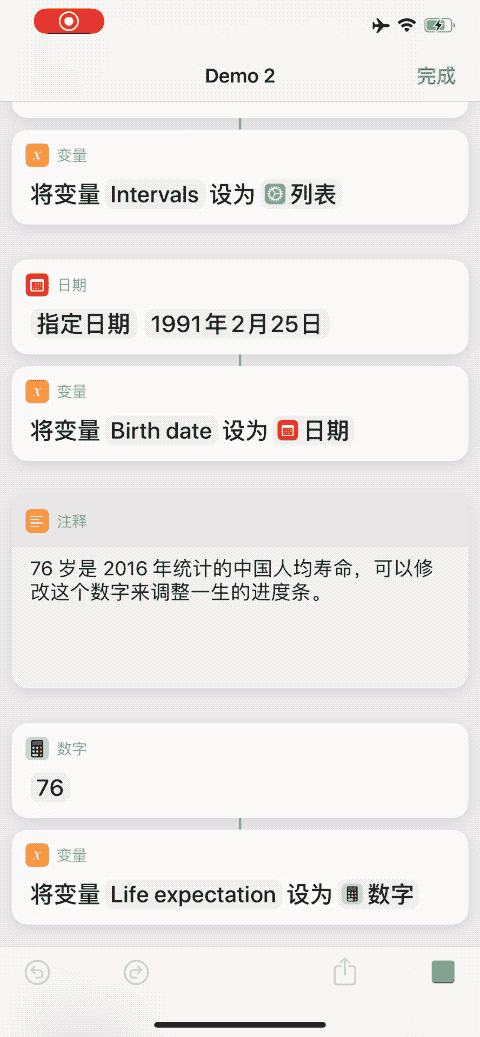 Demo 2
完成
变量
将变量 Intervals 设为 列表
日期
指定日期 1991年2月25日
变量
将变量 Birth date 设为 日期
注释
76 岁是 2016 年统计的中国人均寿命，可以修
改这个数字来调整一生的进度条。
数字
76
变量
将变量 Life expectation 设为 数字